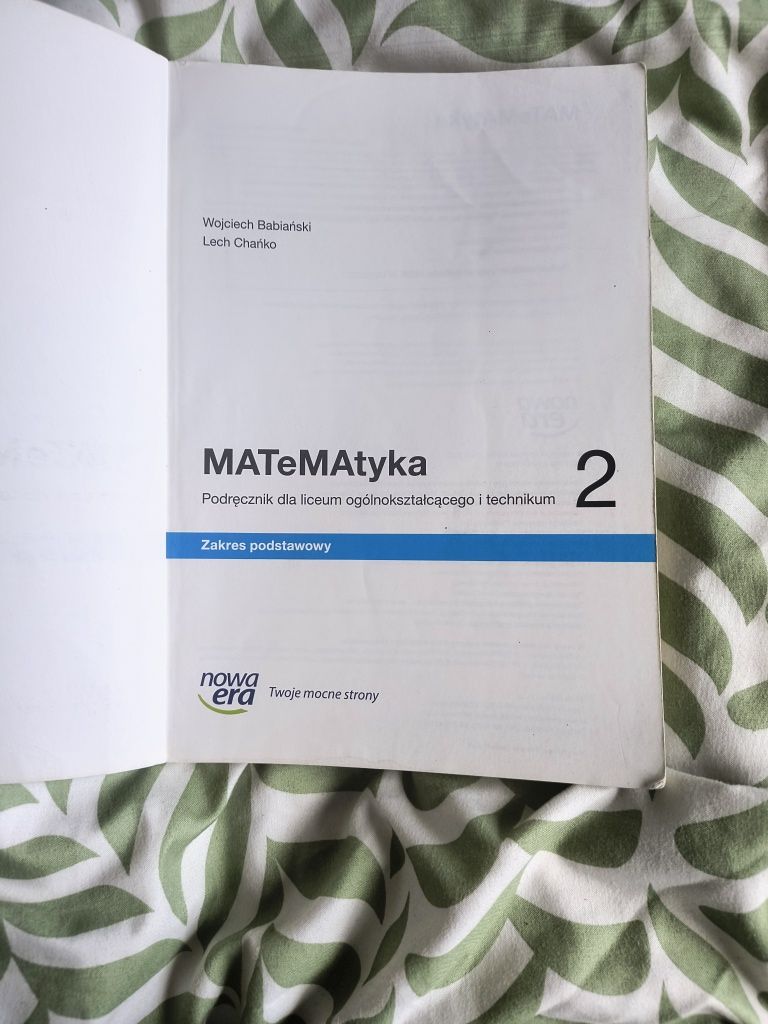 Wojciech Babiański
Lech Chańko
MATeMAtyka 2
Podręcznik dla liceum ogólnokształcącego i technikum
Zakres podstawowy
nowa
era Twoje mocne strony